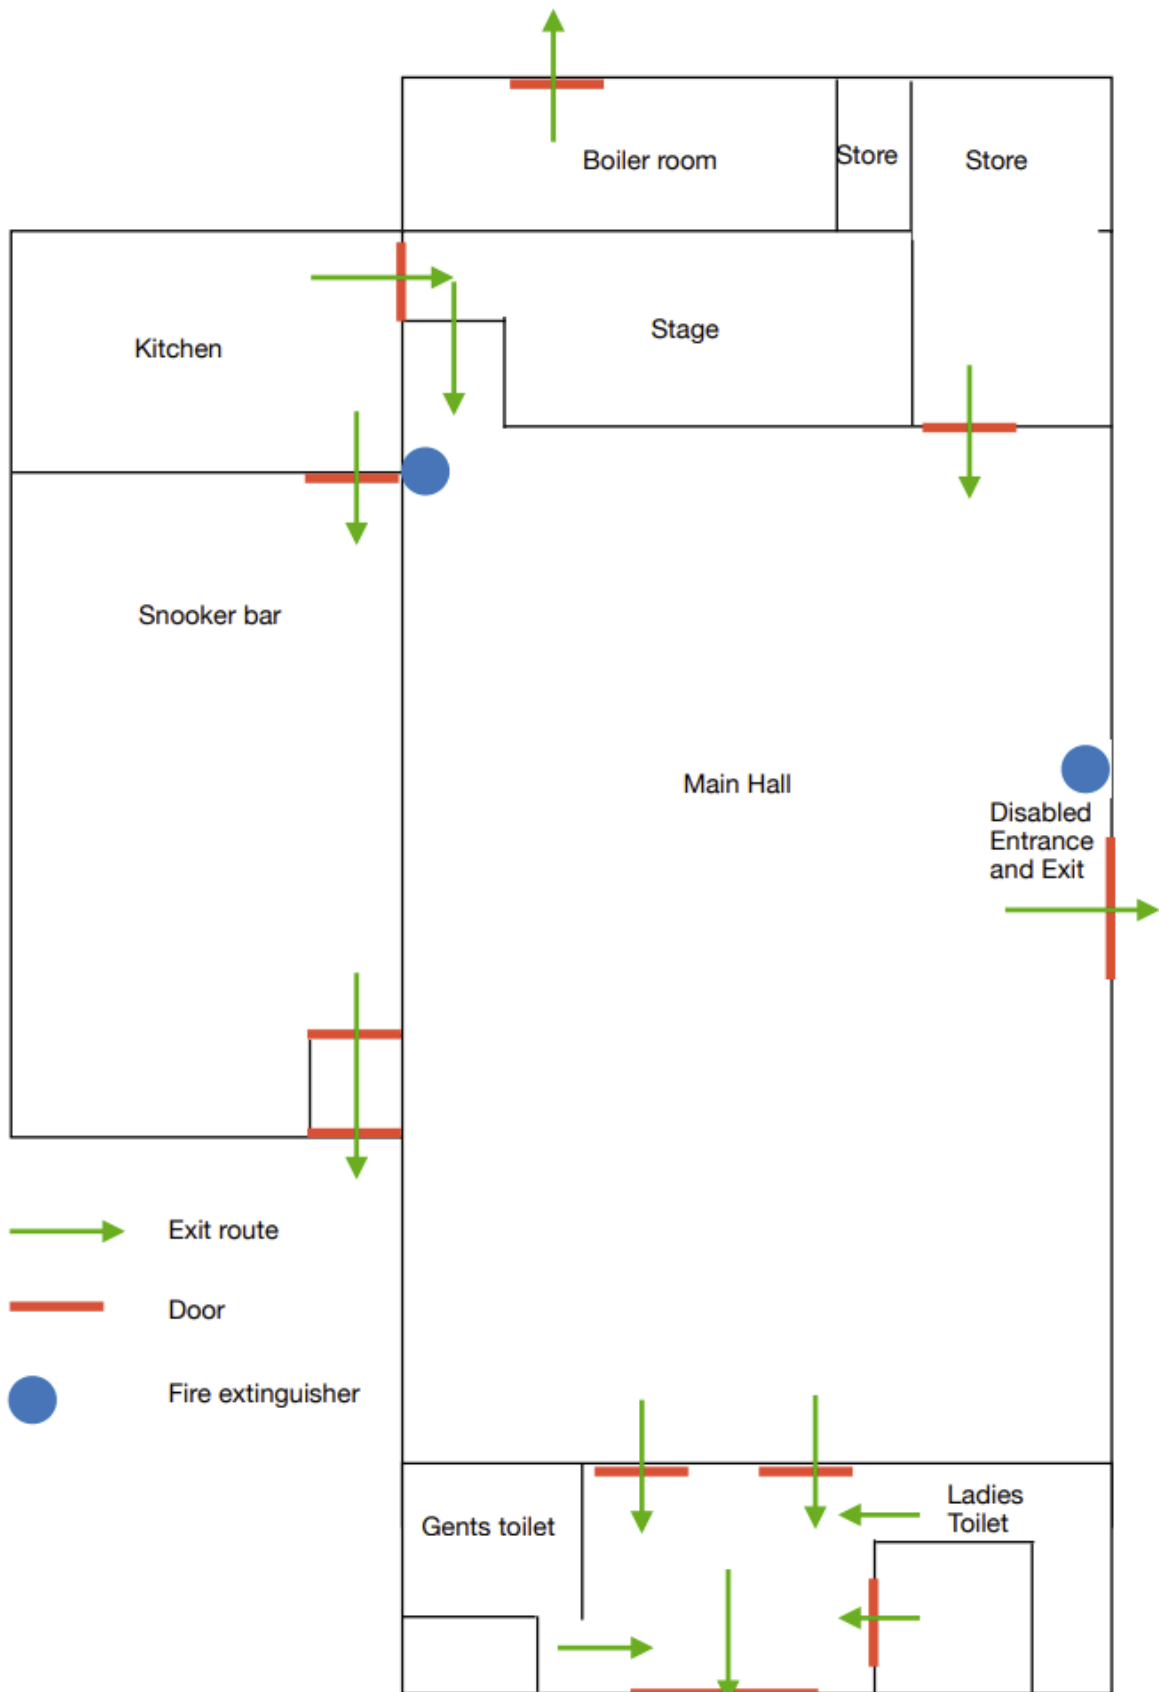 Boiler room
Store
Store
Kitchen
Stage
Snooker bar
Main Hall
Disabled
Entrance
and Exit
Exit route
Door
Fire extinguisher
Gents toilet
Ladies
Toilet